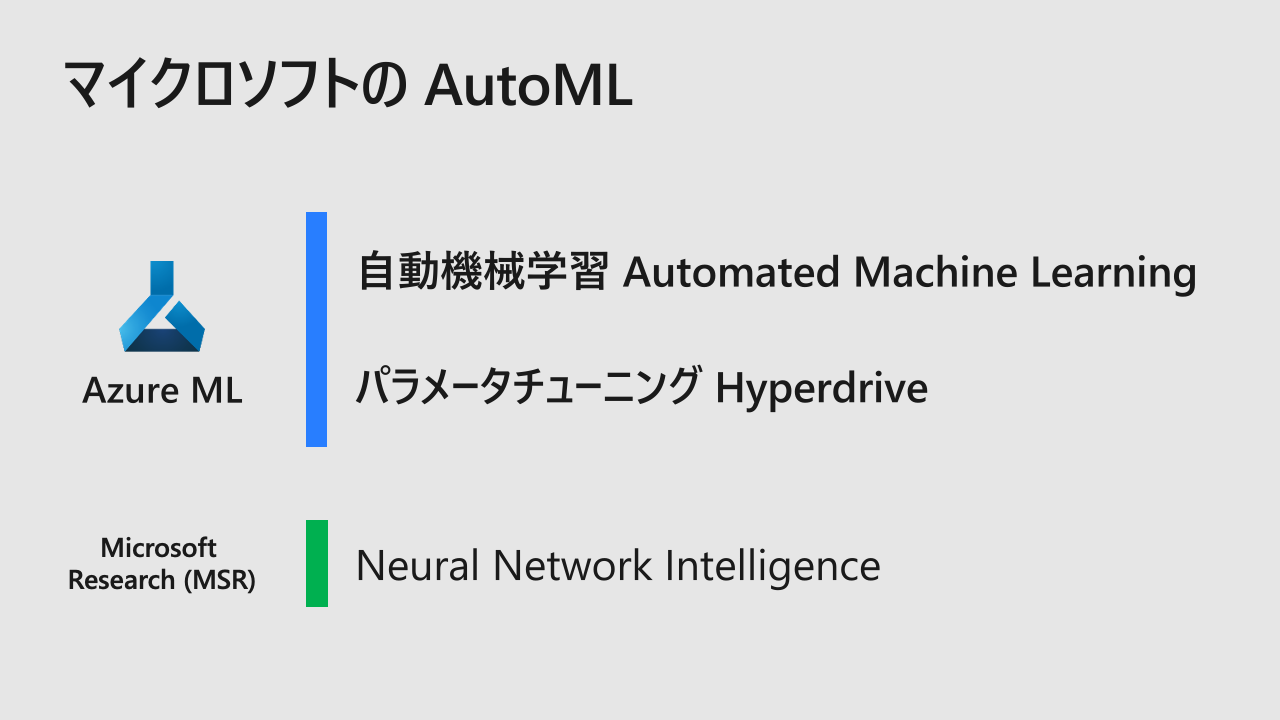 マイクロソフトの AutoML
自動機械学習 Automated Machine Learning
Azure ML
パラメータチューニング Hyperdrive
Microsoft
Research (MSR)
Neural Network Intelligence